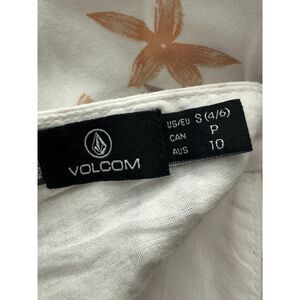 VOLCOM
US/EU S (4/6)
CAN P
AUS 10